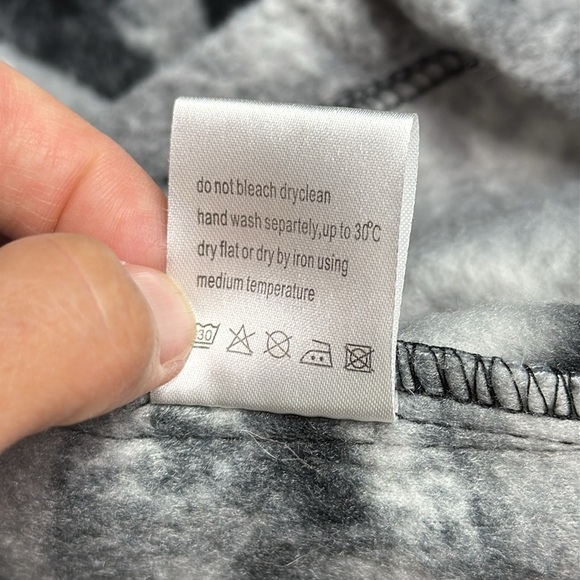 do not bleach dryclean
hand wash separtely,up to 30°C
dry flat or dry by iron using
medium temperature
30